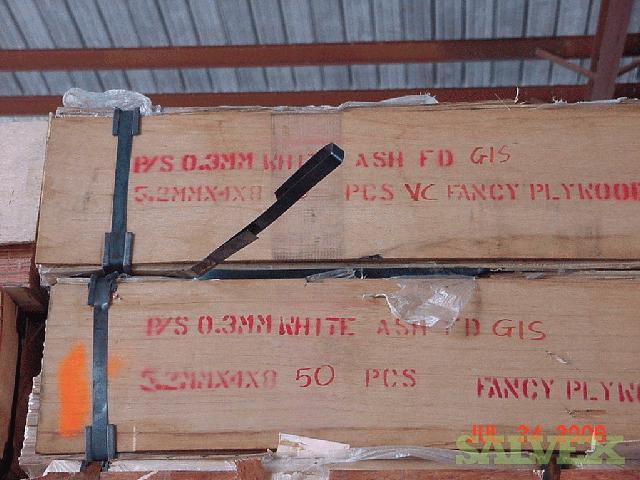 P/S 0.3MM WHITE ASH FD GIS
5.2MMX4X8 PCS VC FANCY PLYWOOD
P/S 0.3MM WHITE ASH FD GIS
5.2MMX4X8 50 PCS FANCY PLYW
JUL 24 2008
SALVEX